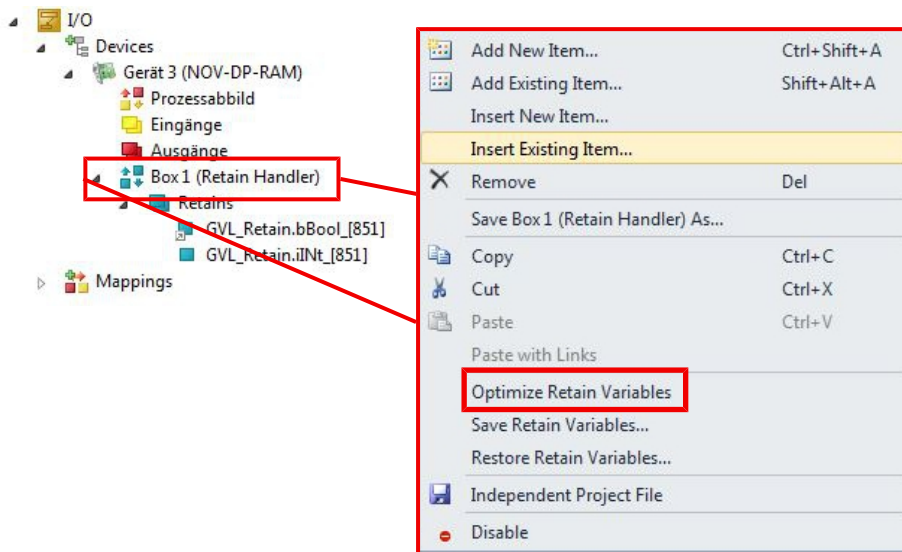 I/O
Devices
Gerät 3 (NOV-DP-RAM)
Prozessabbild
Eingänge
Ausgänge
Box 1 (Retain Handler)
Retains
GVL_Retain.bBool_[851]
GVL_Retain.iINt_[851]
Mappings
Add New Item... Ctrl+Shift+A
Add Existing Item... Shift+Alt+A
Insert New Item...
Insert Existing Item...
Remove Del
Save Box 1 (Retain Handler) As...
Copy Ctrl+C
Cut Ctrl+X
Paste Ctrl+V
Paste with Links
Optimize Retain Variables
Save Retain Variables...
Restore Retain Variables...
Independent Project File
Disable